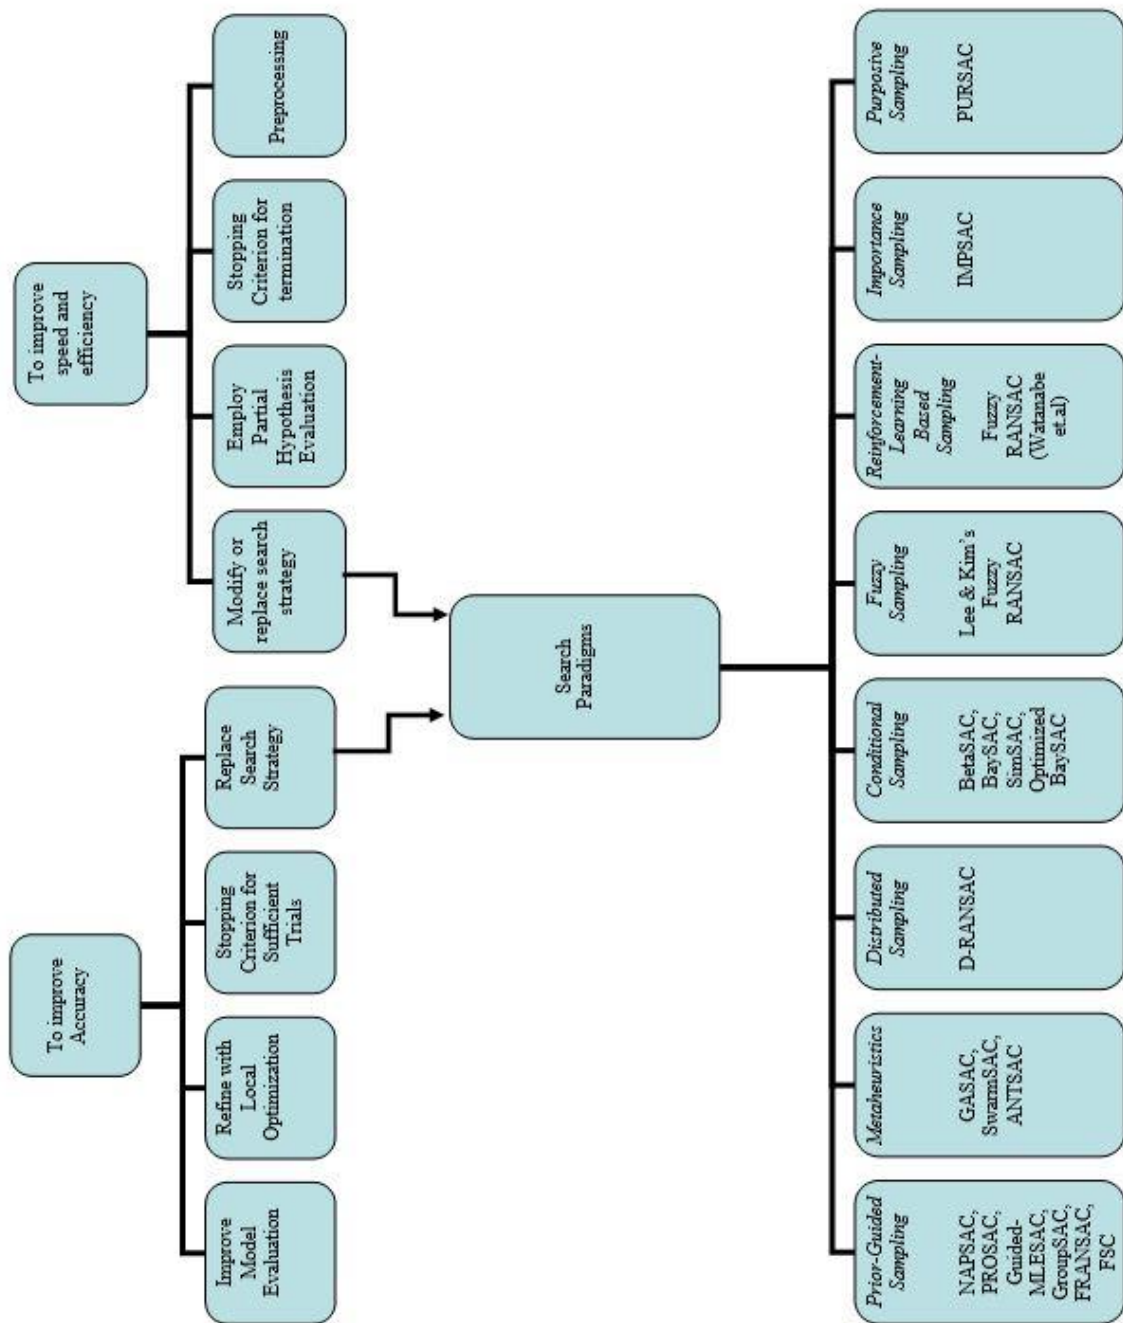 To improve
Accuracy
To improve
speed and
efficiency
Improve
Model
Evaluation
Refine with
Local
Optimization
Stopping
Criterion for
Sufficient
Trials
Replace
Search
Strategy
Modify or
replace search
strategy
Employ
Partial
Hypothesis
Evaluation
Stopping
Criterion for
termination
Preprocessing
Search
Paradigms
Prior-Guided
Sampling
NAPSAC,
PROSAC,
Guided-
MLESAC,
GroupSAC,
FRANSAC,
FSC
Metaheuristics
GASAC,
SwarmSAC,
ANTSAC
Distributed
Sampling
D-RANSAC
Conditional
Sampling
BetaSAC,
BaySAC,
SimSAC,
Optimized
BaySAC
Fuzzy
Sampling
Lee & Kim's
Fuzzy
RANSAC
Reinforcement-
Learning
Based
Sampling
Fuzzy
RANSAC
(Watanabe
et.al)
Importance
Sampling
IMPSAC
Purposive
Sampling
PURSAC